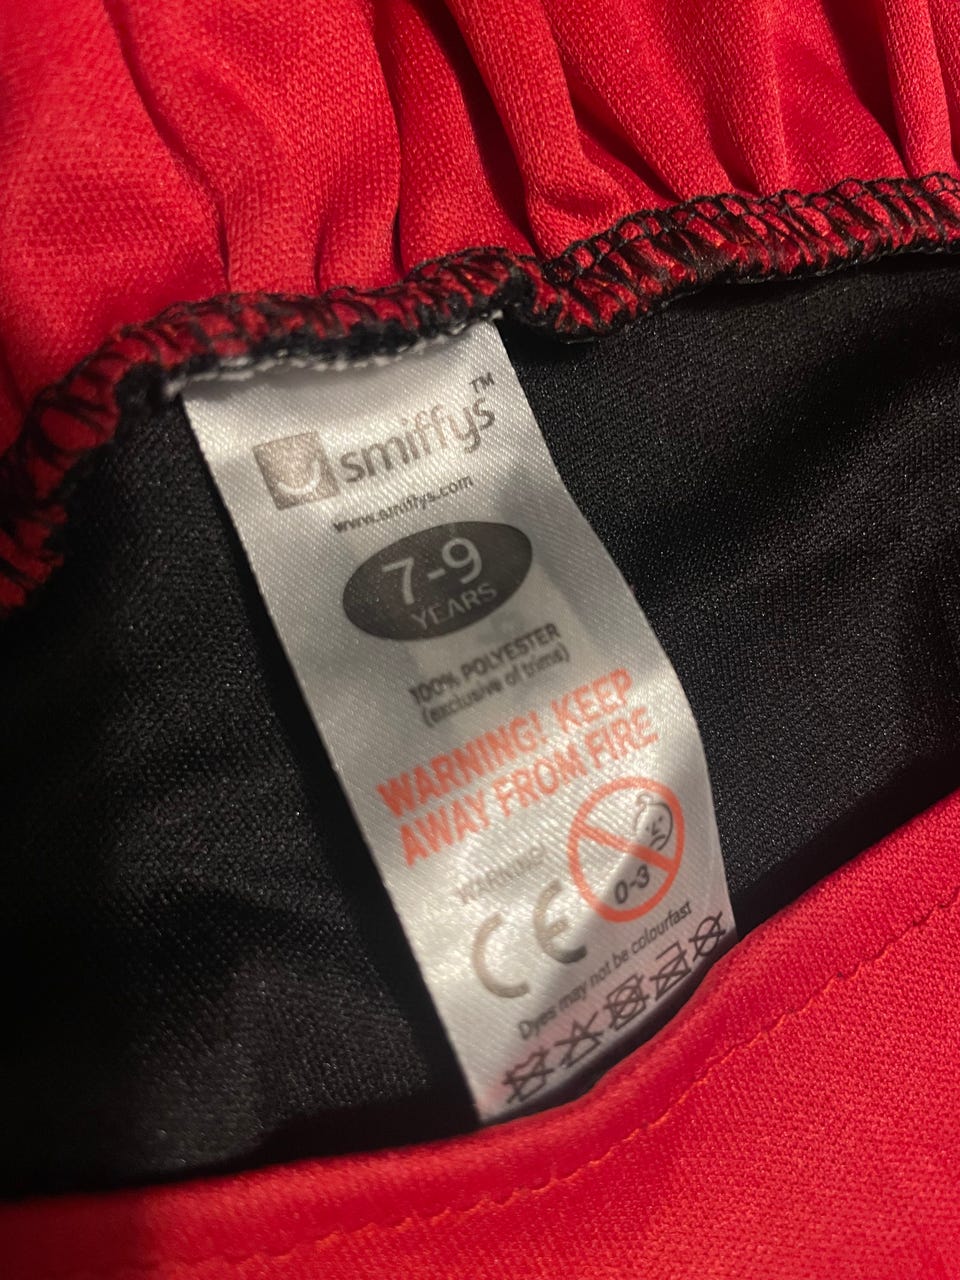 smiffys™
www.smiffys.com
7-9
YEARS
100% POLYESTER
(exclusive of trims)
WARNING! KEEP
AWAY FROM FIRE
WARNING!
CE
0-3
Dyes may not be colourfast